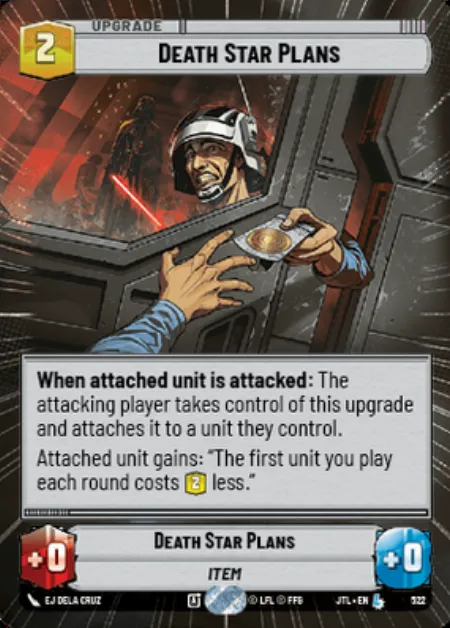 UPGRADE
2
DEATH STAR PLANS
When attached unit is attacked: The
attacking player takes control of this upgrade
and attaches it to a unit they control.
Attached unit gains: “The first unit you play
each round costs 2 less.”
+0
DEATH STAR PLANS
+0
ITEM
EJ DELA CRUZ
© LFL © FFG
JTL • EN
922